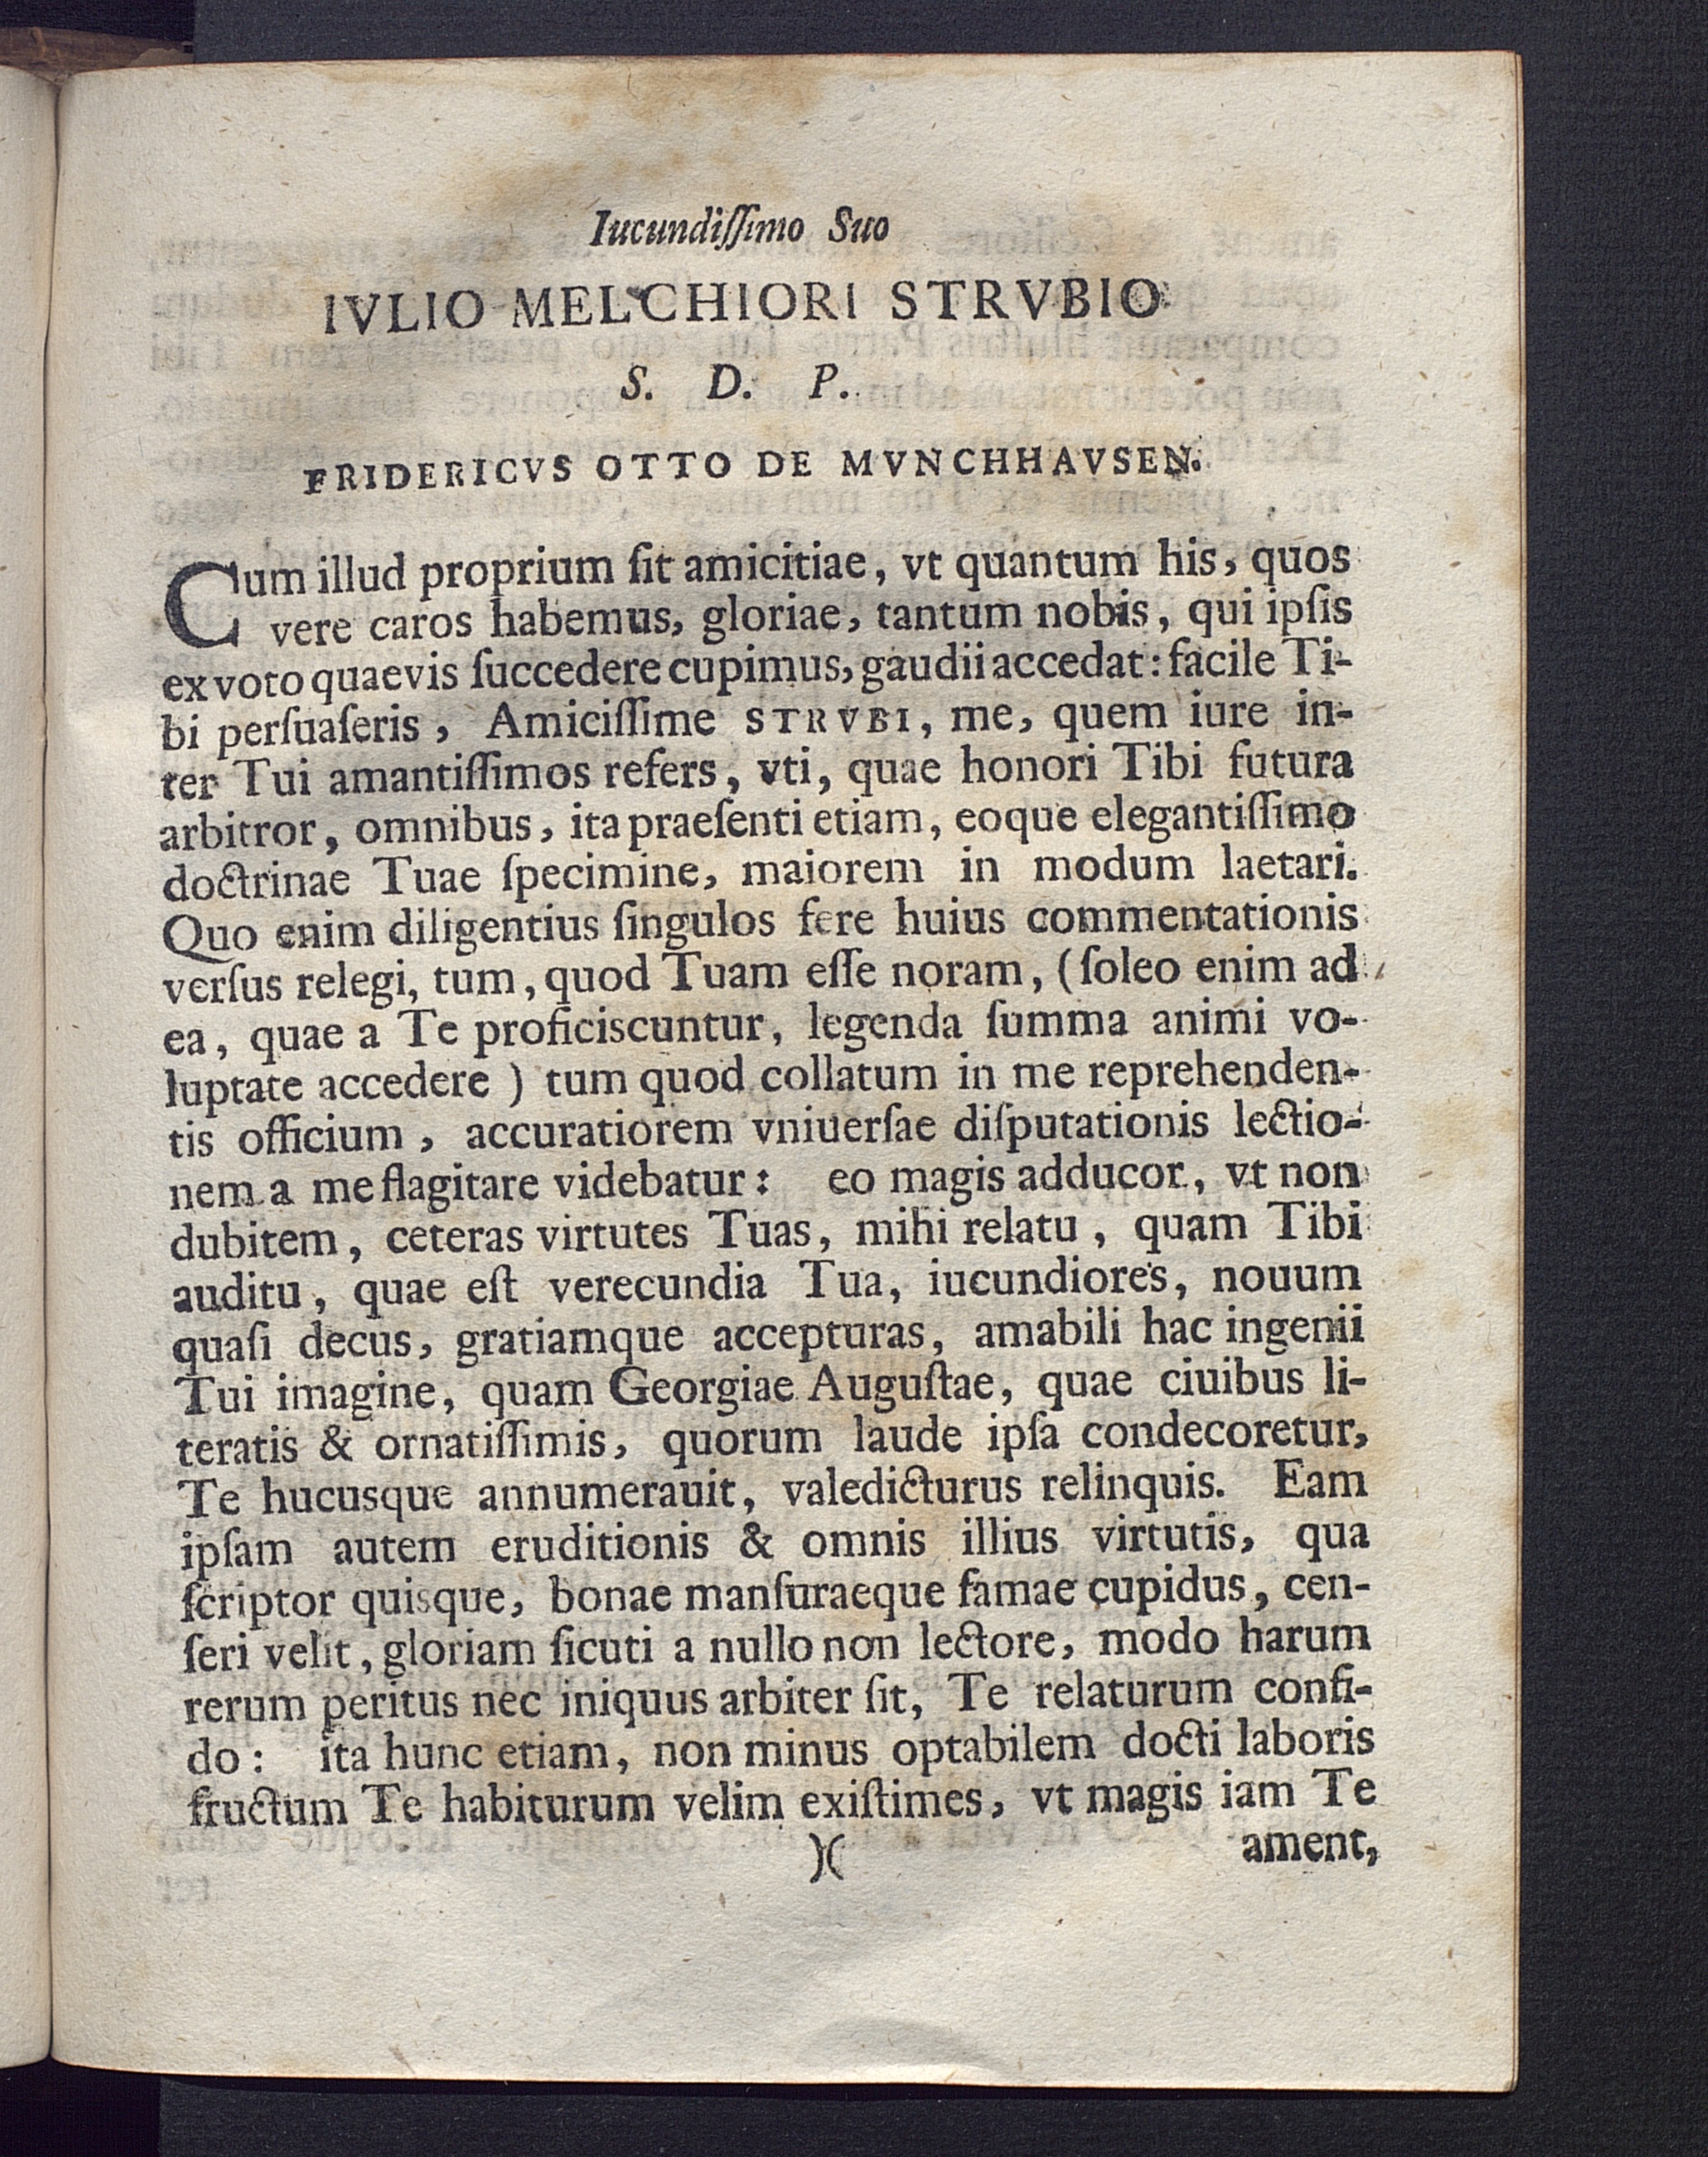 Iucundiſſimo Suo
IVLIO MELCHIORI STRVBIO
S. D. P.
FRIDERICVS OTTO DE MVNCHHAVSEN.
Cum illud proprium ſit amicitiae, vt quantum his, quos
vere caros habemus, gloriae, tantum nobis, qui ipſis
ex voto quaevis ſuccedere cupimus, gaudii accedat: facile Ti-
bi perſuaſeris, Amiciſſime STRVBI, me, quem iure in-
ter Tui amantiſſimos refers, vti, quae honori Tibi futura
arbitror, omnibus, ita praeſenti etiam, eoque elegantiſſimo
doctrinae Tuae ſpecimine, maiorem in modum laetari.
Quo enim diligentius ſingulos fere huius commentationis
verſus relegi, tum, quod Tuam eſſe noram, (ſoleo enim ad
ea, quae a Te proficiscuntur, legenda ſumma animi vo-
luptate accedere) tum quod collatum in me reprehenden-
tis officium, accuratiorem vniuerſae diſputationis lectio-
nem a me flagitare videbatur: eo magis adducor, vt non
dubitem, ceteras virtutes Tuas, mihi relatu, quam Tibi
auditu, quae eſt verecundia Tua, iucundiores, nouum
quaſi decus, gratiamque accepturas, amabili hac ingenii
Tui imagine, quam Georgiae Auguſtae, quae ciuibus li-
teratis & ornatiſſimis, quorum laude ipſa condecoretur,
Te hucusque annumerauit, valedicturus relinquis. Eam
ipſam autem eruditionis & omnis illius virtutis, qua
ſcriptor quisque, bonae manſuraeque famae cupidus, cen-
ſeri velit, gloriam ſicuti a nullo non lectore, modo harum
rerum peritus nec iniquus arbiter ſit, Te relaturum confi-
do: ita hunc etiam, non minus optabilem docti laboris
fructum Te habiturum velim exiſtimes, vt magis iam Te
)( ament,